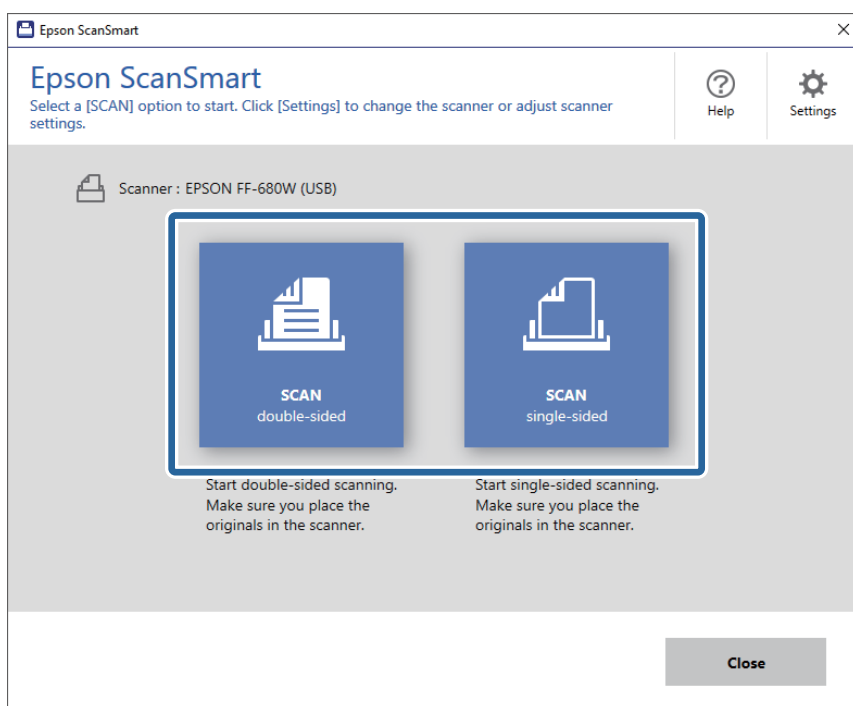 Epson ScanSmart
Epson ScanSmart
Select a [SCAN] option to start. Click [Settings] to change the scanner or adjust scanner
settings.
Help
Settings
Scanner : EPSON FF-680W (USB)
SCAN
double-sided
SCAN
single-sided
Start double-sided scanning.
Make sure you place the
originals in the scanner.
Start single-sided scanning.
Make sure you place the
originals in the scanner.
Close